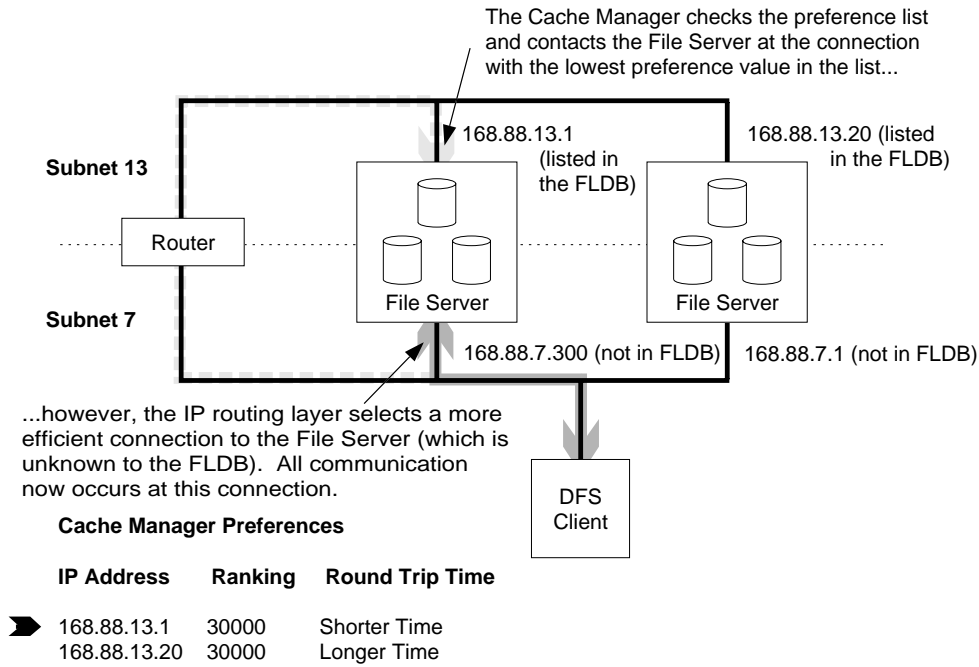 The Cache Manager checks the preference list
and contacts the File Server at the connection
with the lowest preference value in the list...
168.88.13.1
(listed in
the FLDB)
168.88.13.20 (listed
in the FLDB)
Subnet 13
Router
File Server
File Server
Subnet 7
168.88.7.300 (not in FLDB)
168.88.7.1 (not in FLDB)
...however, the IP routing layer selects a more
efficient connection to the File Server (which is
unknown to the FLDB).  All communication
now occurs at this connection.
DFS
Client
Cache Manager Preferences
IP Address Ranking Round Trip Time
168.88.13.1 30000 Shorter Time
168.88.13.20 30000 Longer Time